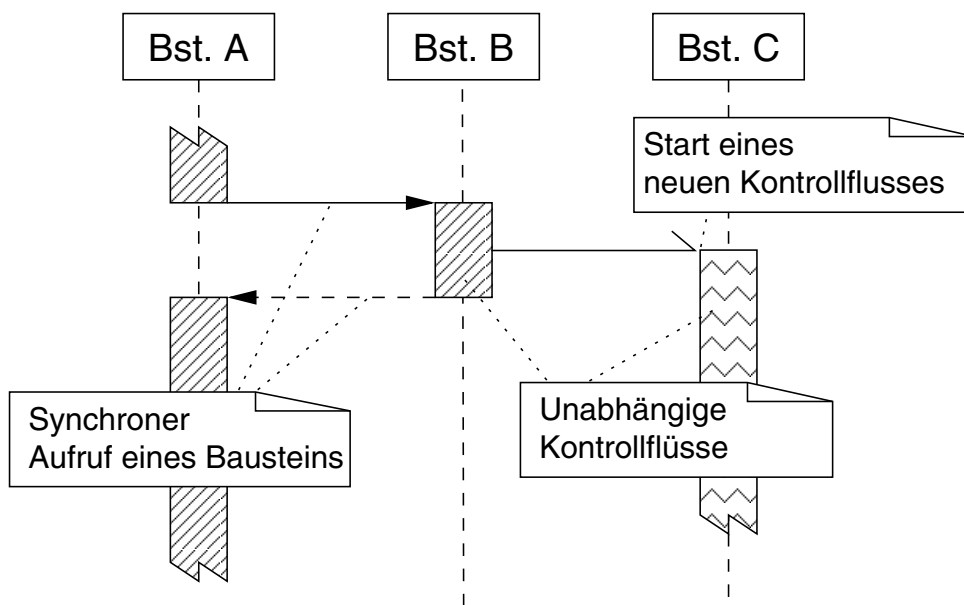 Bst. A
Bst. B
Bst. C
Start eines
neuen Kontrollflusses
Synchroner
Aufruf eines Bausteins
Unabhängige
Kontrollflüsse